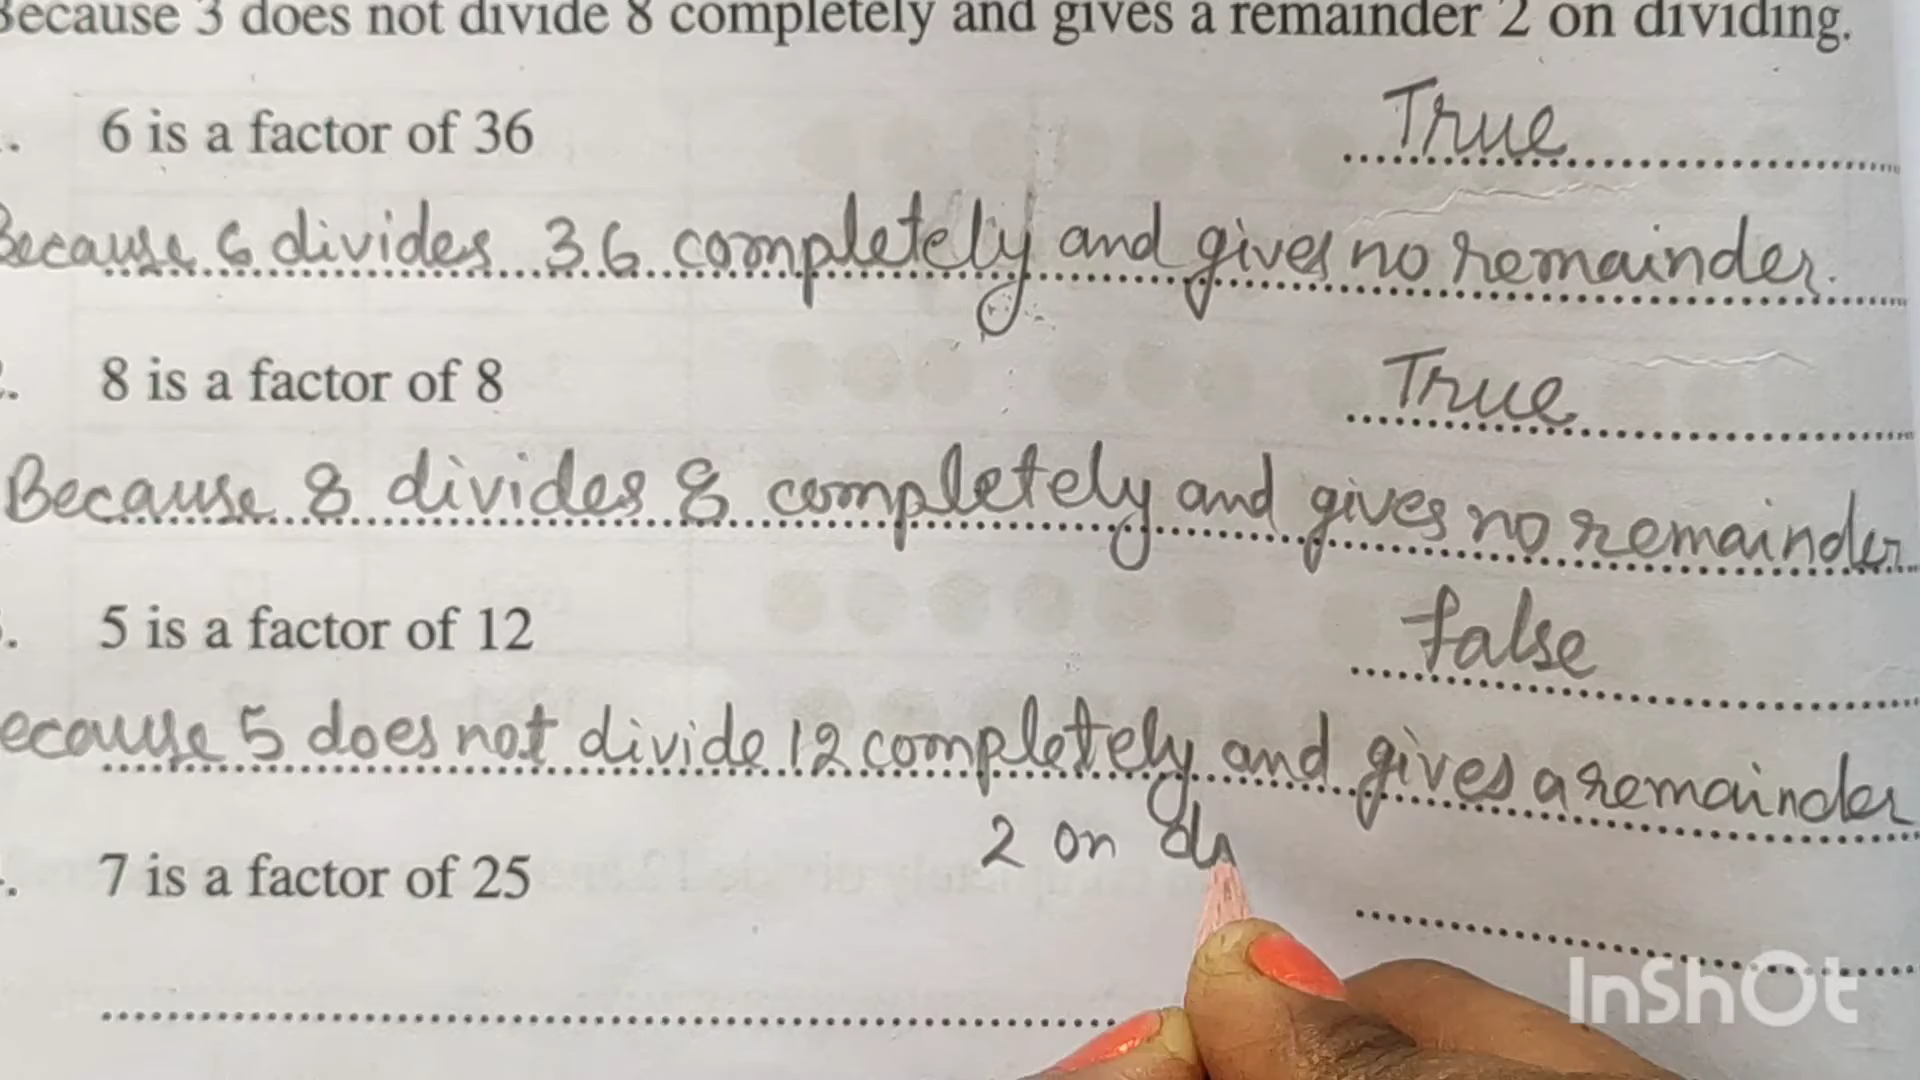 Because 3 does not divide 8 completely and gives a remainder 2 on dividing.
6 is a factor of 36 True
Because 6 divides 36 completely and gives no remainder.
8 is a factor of 8 True
Because 8 divides 8 completely and gives no remainder
5 is a factor of 12 false
ecause 5 does not divide 12 completely and gives a remainder
2 on di
7 is a factor of 25
InShOt